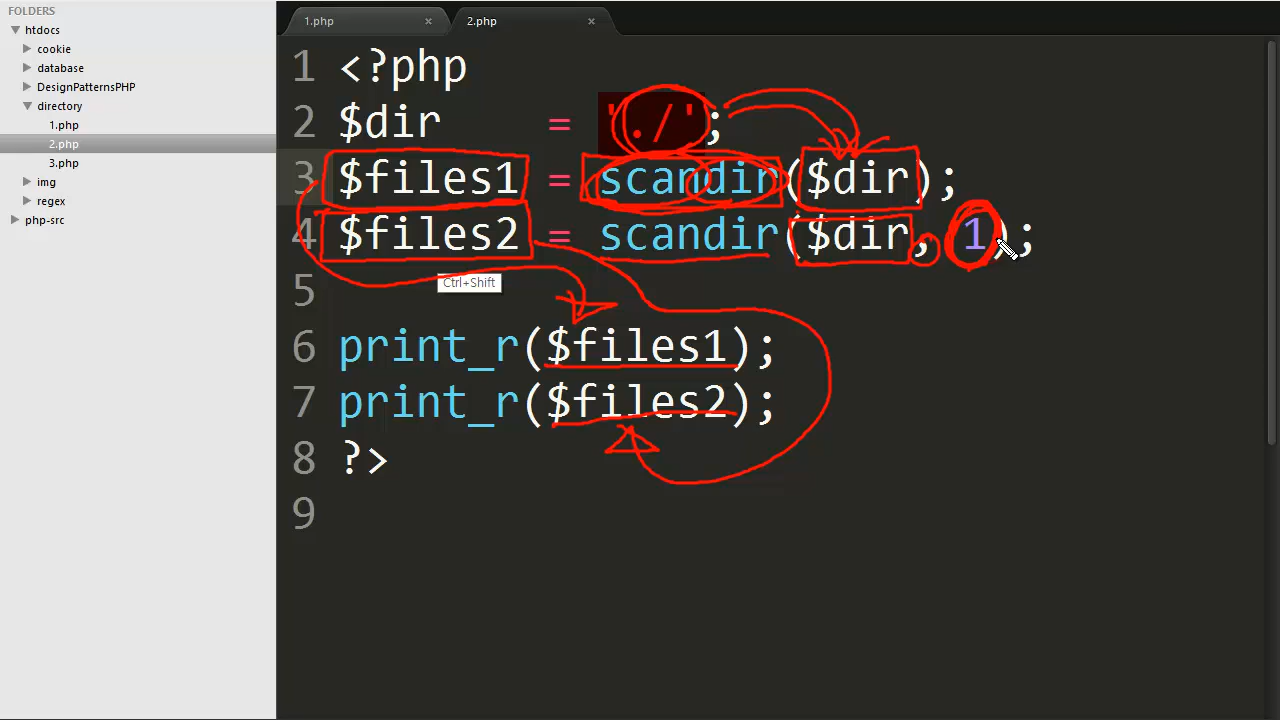 FOLDERS
htdocs
cookie
database
DesignPatternsPHP
directory
1.php
2.php
3.php
img
regex
php-src
1.php × 2.php ×
1 <?php
2 $dir = './';
3 $files1 = scandir($dir);
4 $files2 = scandir($dir, 1);
Ctrl+Shift
5
6 print_r($files1);
7 print_r($files2);
8 ?>
9